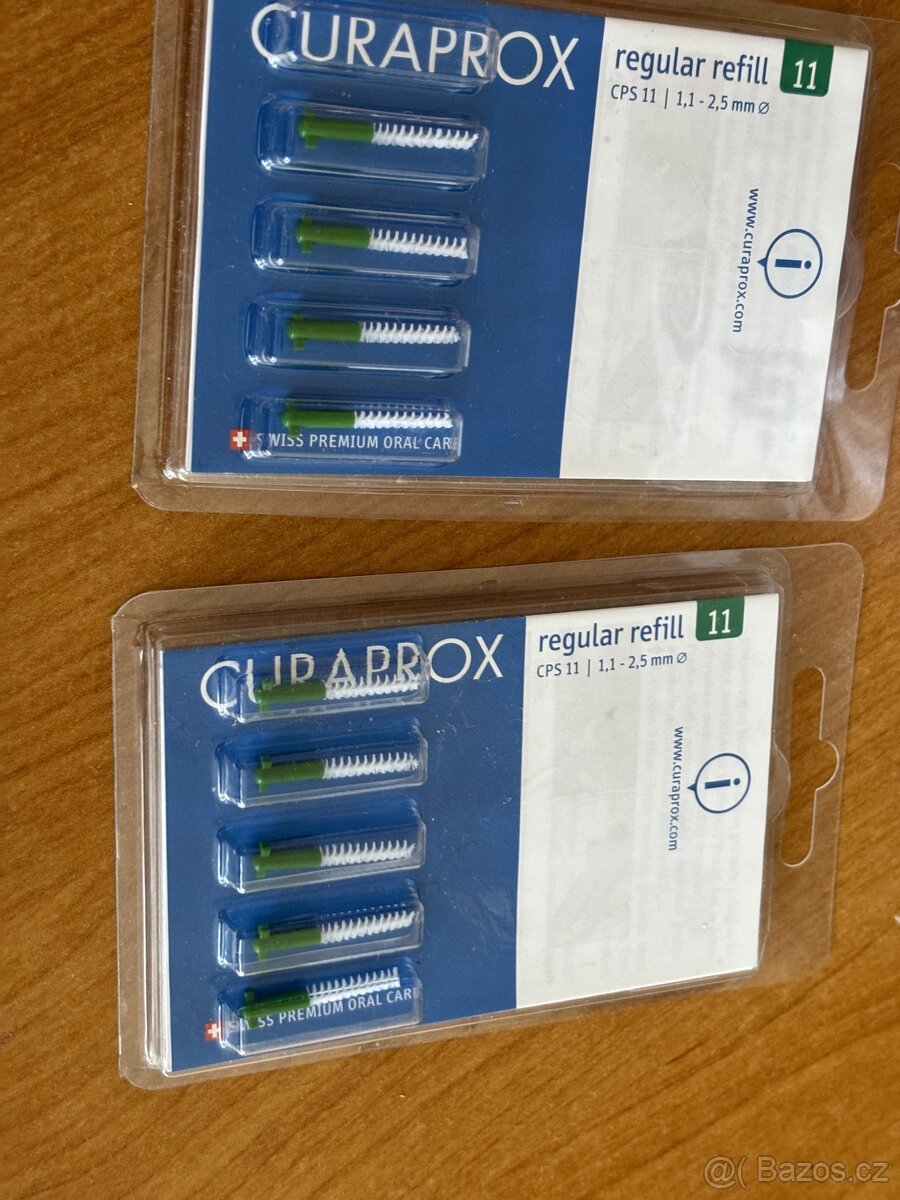 CURAPROX
regular refill 11
CPS 11 | 1,1 - 2,5 mm Ø
www.curaprox.com
i
SWISS PREMIUM ORAL CARE
CURAPROX
regular refill 11
CPS 11 | 1,1 - 2,5 mm Ø
www.curaprox.com
i
SWISS PREMIUM ORAL CARE
@( Bazos.cz